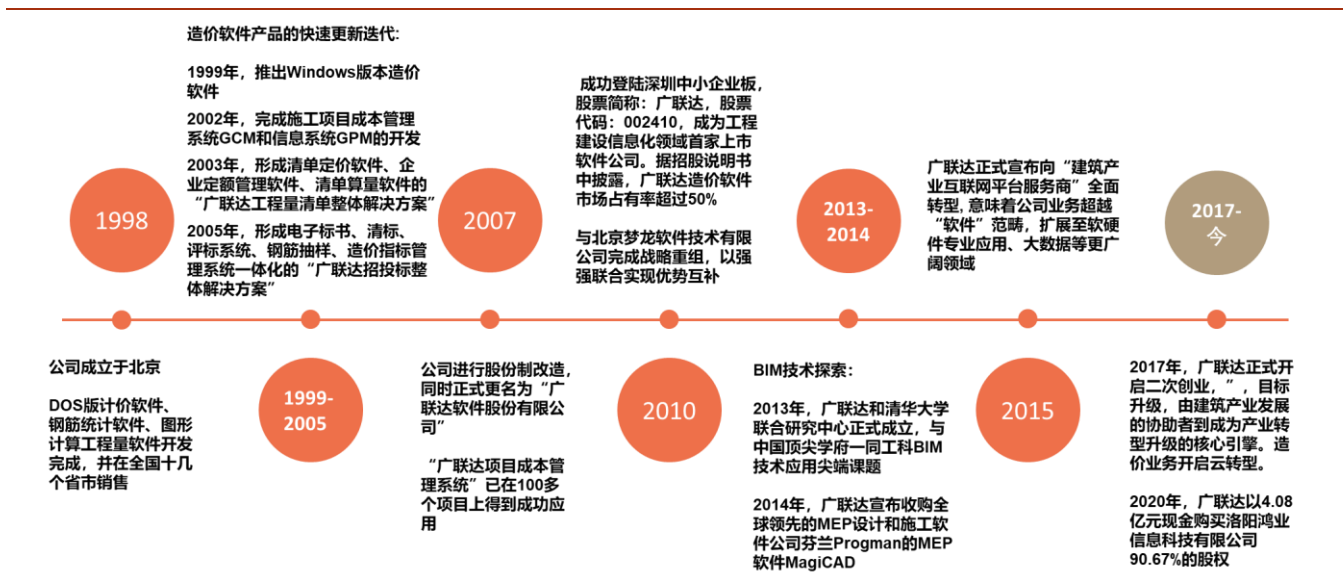 1998
公司成立于北京
DOS版计价软件、
钢筋统计软件、图形
计算工程量软件开发
完成，并在全国十几
个省市销售
造价软件产品的快速更新迭代:
1999年，推出Windows版本造价
软件
2002年，完成施工项目成本管理
系统GCM和信息系统GPM的开发
2003年，形成清单定价软件、企
业定额管理软件、清单算量软件的
“广联达工程量清单整体解决方案”
2005年，形成电子标书、清标、
评标系统、钢筋抽样、造价指标管
理系统一体化的“广联达招投标整
体解决方案”
1999-
2005
2007
公司进行股份制改造，
同时正式更名为“广
联达软件股份有限公
司”
“广联达项目成本管
理系统”已在100多
个项目上得到成功应
用
成功登陆深圳中小企业板，
股票简称：广联达，股票
代码：002410，成为工程
建设信息化领域首家上市
软件公司。据招股说明书
中披露，广联达造价软件
市场占有率超过50%
与北京梦龙软件技术有限
公司完成战略重组，以强
强联合实现优势互补
2010
2013-
2014
BIM技术探索：
2013年，广联达和清华大学
联合研究中心正式成立，与
中国顶尖学府一同工科BIM
技术应用尖端课题
2014年，广联达宣布收购全
球领先的MEP设计和施工软
件公司芬兰Progman的MEP
软件MagiCAD
广联达正式宣布向“建筑产
业互联网平台服务商”全面
转型, 意味着公司业务超越
“软件”范畴，扩展至软硬
件专业应用、大数据等更广
阔领域
2015
2017-
今
2017年，广联达正式开
启二次创业，”，目标
升级，由建筑产业发展
的协助者到成为产业转
型升级的核心引擎。造
价业务开启云转型。
2020年，广联达以4.08
亿元现金购买洛阳鸿业
信息科技有限公司
90.67%的股权